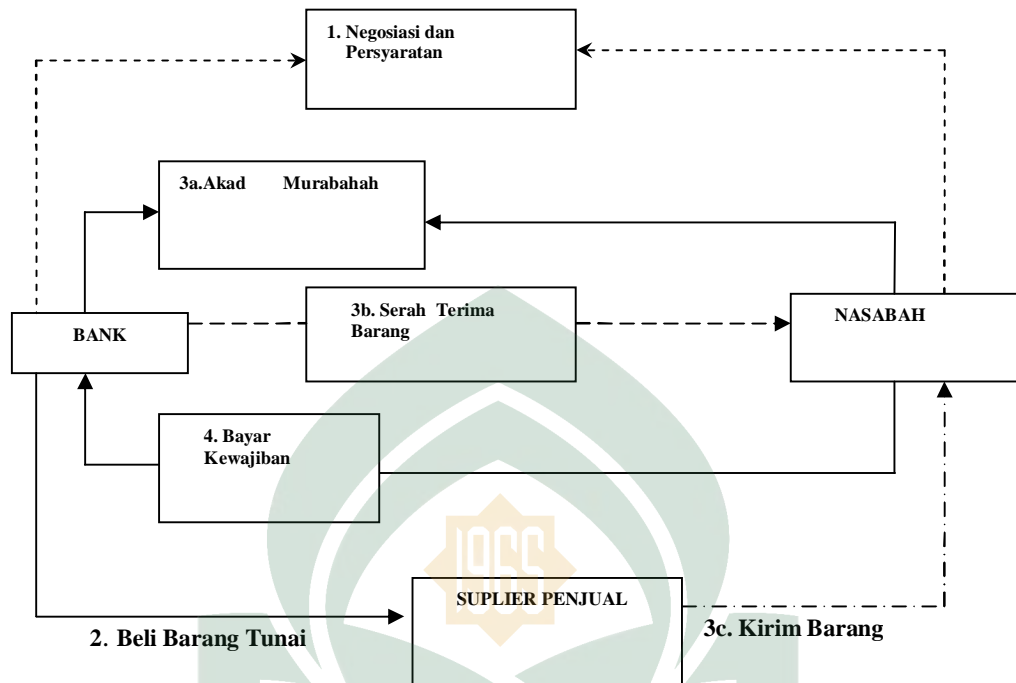 1. Negosiasi dan
Persyaratan
3a.Akad Murabahah
3b. Serah Terima
Barang
BANK
NASABAH
4. Bayar
Kewajiban
1965
SUPLIER PENJUAL
2. Beli Barang Tunai
3c. Kirim Barang